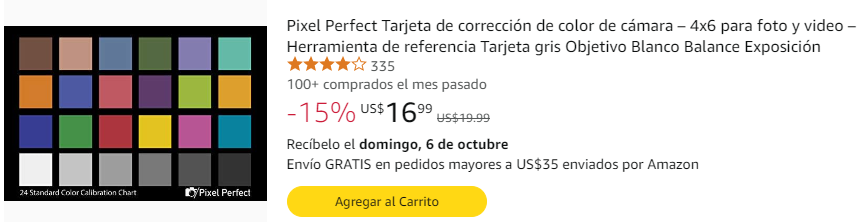 Pixel Perfect Tarjeta de corrección de color de cámara – 4x6 para foto y video –
Herramienta de referencia Tarjeta gris Objetivo Blanco Balance Exposición
335
100+ comprados el mes pasado
-15% US$16.99 US$19.99
Recíbelo el domingo, 6 de octubre
Envío GRATIS en pedidos mayores a US$35 enviados por Amazon
Agregar al Carrito
24 Standard Color Calibration Chart
Pixel Perfect